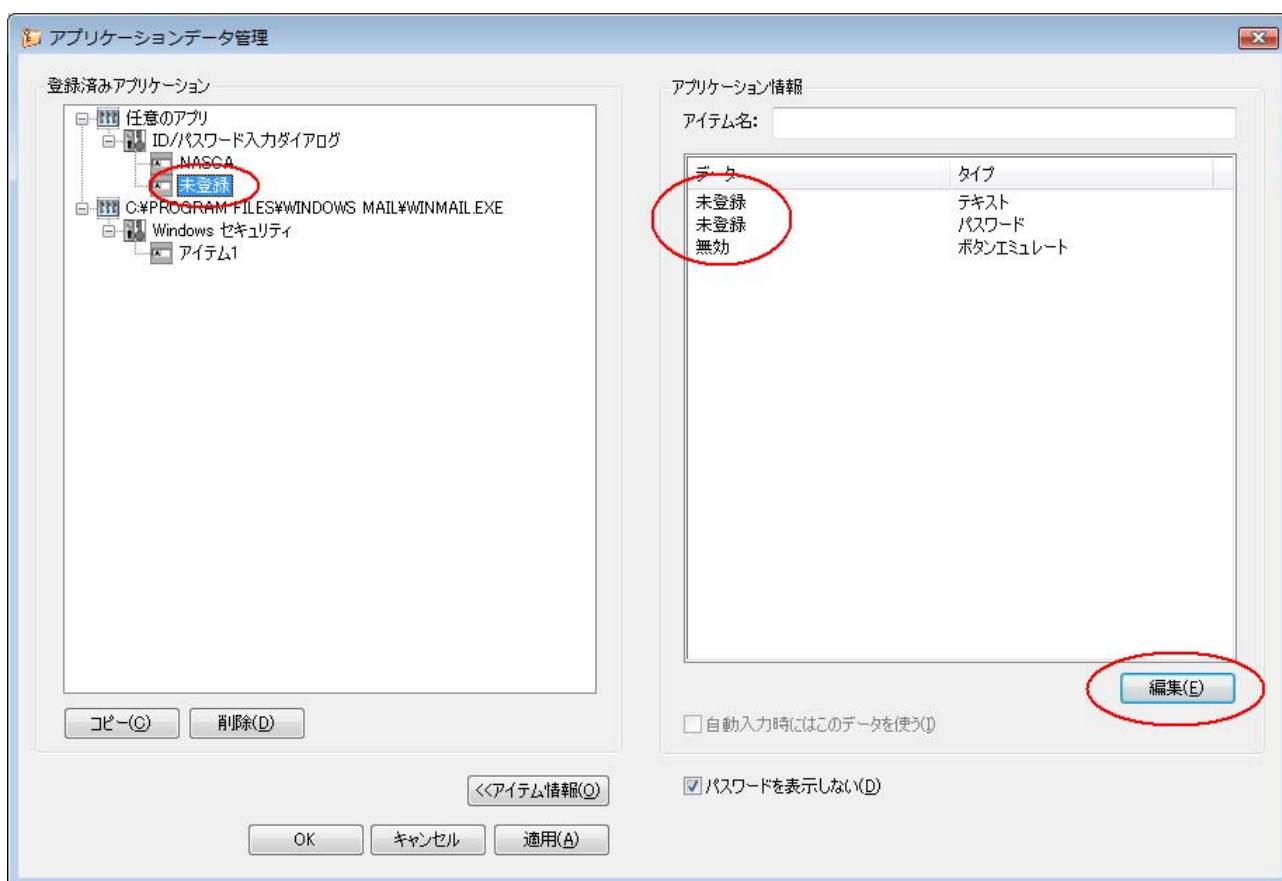 アプリケーションデータ管理
登録済みアプリケーション
任意のアプリ
ID/パスワード入力ダイアログ
NASCA
未登録
C:¥PROGRAM FILES¥WINDOWS MAIL¥WINMAIL.EXE
Windows セキュリティ
アイテム1
コピー(C)
削除(D)
<<アイテム情報(O)
OK
キャンセル
適用(A)
アプリケーション情報
アイテム名:
データ タイプ
未登録 テキスト
未登録 パスワード
無効 ボタンエミュレート
編集(E)
自動入力時にはこのデータを使う(I)
パスワードを表示しない(D)